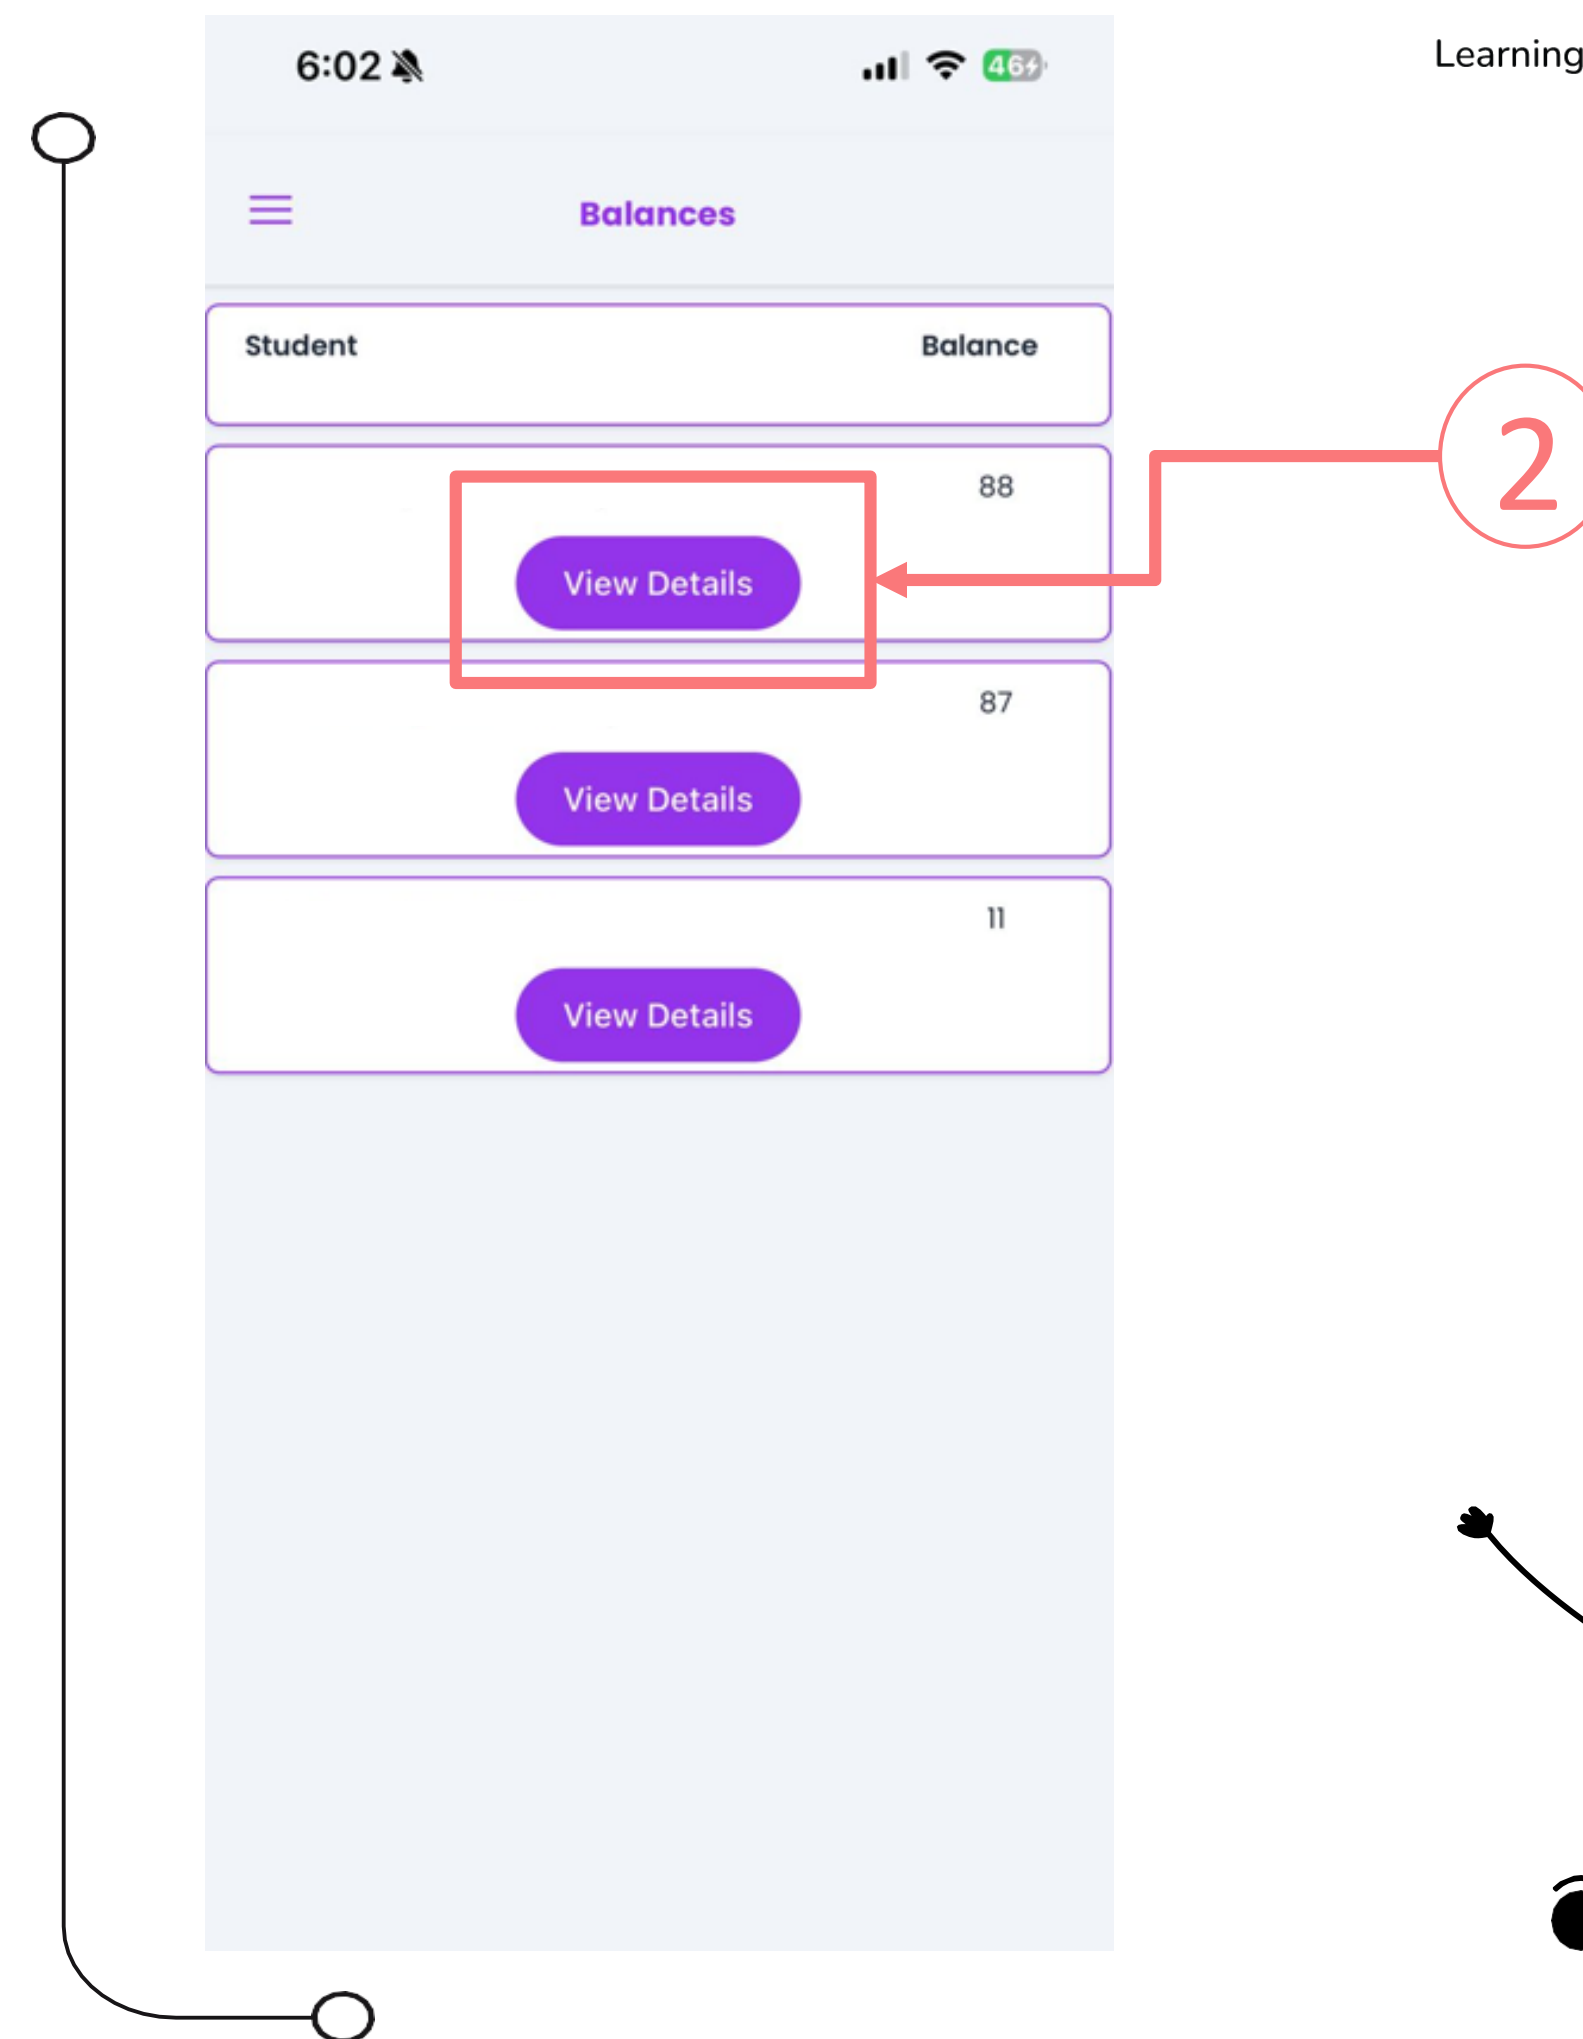 6:02
46
Learning
Balances
Student Balance
88
2
View Details
87
View Details
11
View Details